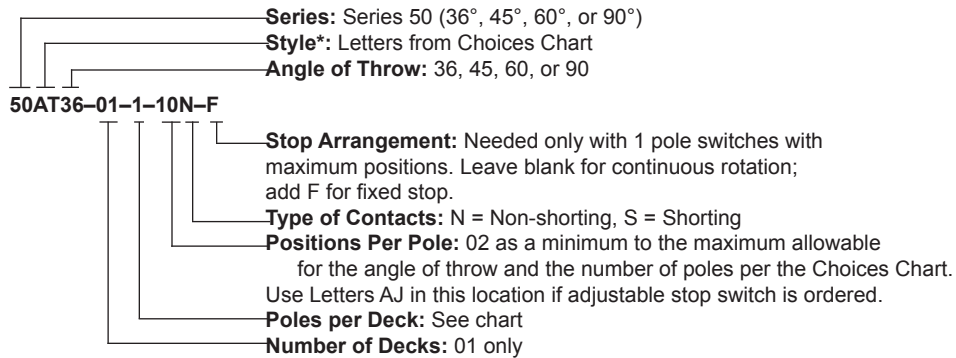 Series: Series 50 (36°, 45°, 60°, or 90°)
Style*: Letters from Choices Chart
Angle of Throw: 36, 45, 60, or 90
50AT36–01–1–10N–F
Stop Arrangement: Needed only with 1 pole switches with
maximum positions. Leave blank for continuous rotation;
add F for fixed stop.
Type of Contacts: N = Non-shorting, S = Shorting
Positions Per Pole: 02 as a minimum to the maximum allowable
for the angle of throw and the number of poles per the Choices Chart.
Use Letters AJ in this location if adjustable stop switch is ordered.
Poles per Deck: See chart
Number of Decks: 01 only